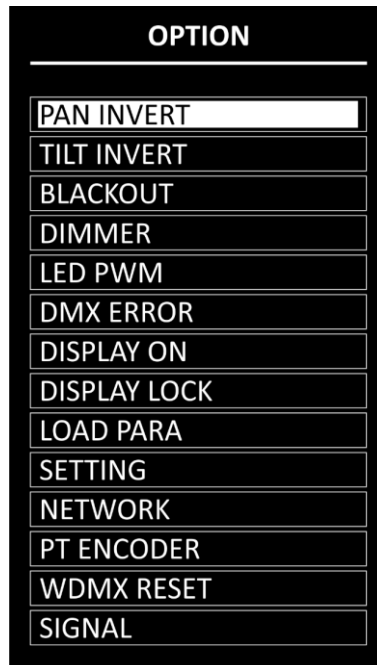 OPTION
PAN INVERT
TILT INVERT
BLACKOUT
DIMMER
LED PWM
DMX ERROR
DISPLAY ON
DISPLAY LOCK
LOAD PARA
SETTING
NETWORK
PT ENCODER
WDMX RESET
SIGNAL